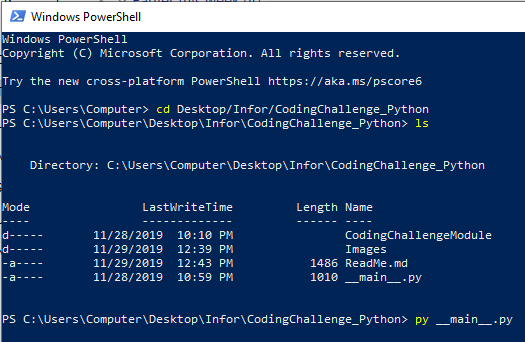 Windows PowerShell
Windows PowerShell
Copyright (C) Microsoft Corporation. All rights reserved.
Try the new cross-platform PowerShell https://aka.ms/pscore6
PS C:\Users\Computer> cd Desktop/Infor/CodingChallenge_Python
PS C:\Users\Computer\Desktop\Infor\CodingChallenge_Python> ls
Directory: C:\Users\Computer\Desktop\Infor\CodingChallenge_Python
Mode LastWriteTime Length Name
---- ------------- ------ ----
d----- 11/28/2019 10:10 PM CodingChallengeModule
d----- 11/29/2019 12:39 PM Images
-a---- 11/29/2019 12:43 PM 1486 ReadMe.md
-a---- 11/28/2019 10:59 PM 1010 __main__.py
PS C:\Users\Computer\Desktop\Infor\CodingChallenge_Python> py __main__.py